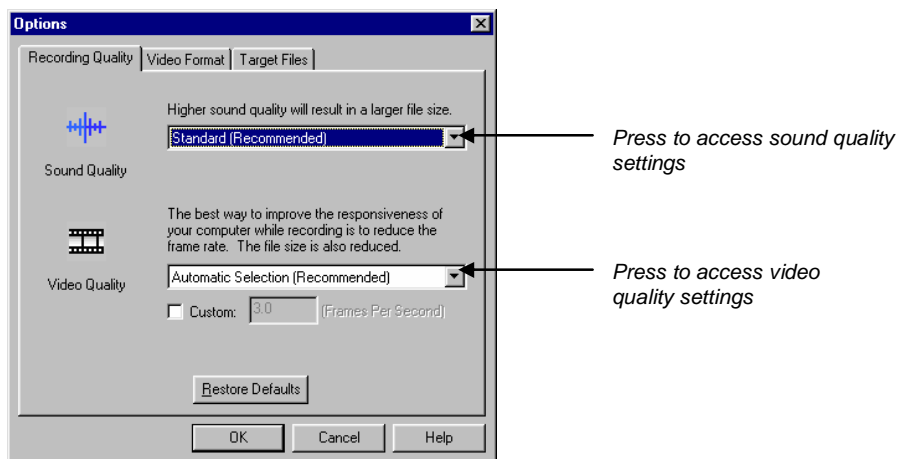 Options
Recording Quality
Video Format
Target Files
Higher sound quality will result in a larger file size.
Standard (Recommended)
Sound Quality
Press to access sound quality
settings
The best way to improve the responsiveness of
your computer while recording is to reduce the
frame rate. The file size is also reduced.
Automatic Selection (Recommended)
Video Quality
Press to access video
quality settings
Custom:
3.0
(Frames Per Second)
Restore Defaults
OK
Cancel
Help